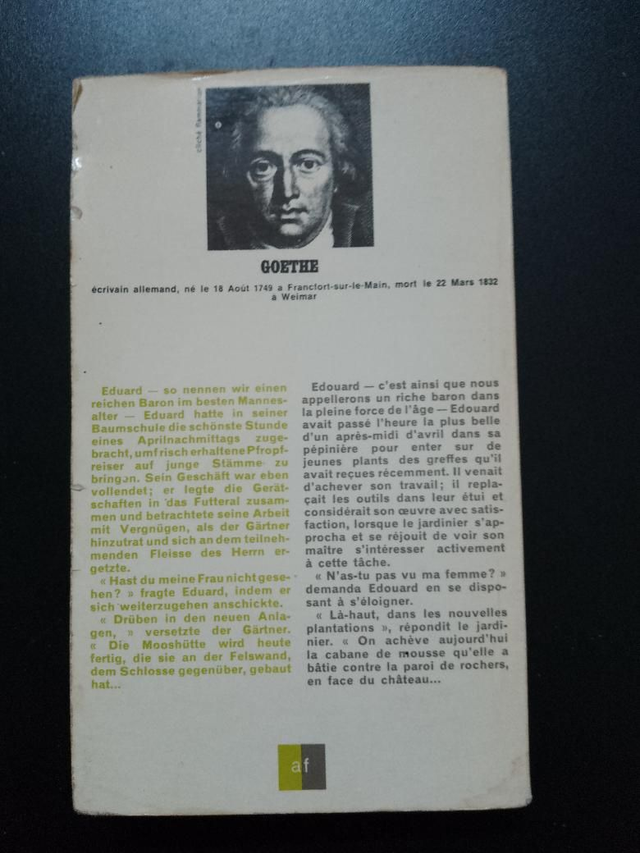 cliché flammarion
GOETHE
écrivain allemand, né le 18 Août 1749 a Francfort-sur-le-Main, mort le 22 Mars 1832
à Weimar
Eduard — so nennen wir einen
reichen Baron im besten Mannes-
alter — Eduard hatte in seiner
Baumschule die schönste Stunde
eines Aprilnachmittags zuge-
bracht, um frisch erhaltene Pfropf-
reiser auf junge Stämme zu
bringen. Sein Geschäft war eben
vollendet; er legte die Gerät-
schaften in das Futteral zusam-
men und betrachtete seine Arbeit
mit Vergnügen, als der Gärtner
hinzutrat und sich an dem teilneh-
menden Fleisse des Herrn er-
getzte.
« Hast du meine Frau nicht gese-
hen? » fragte Eduard, indem er
sich weiterzugehen anschickte.
« Drüben in den neuen Anla-
gen, » versetzte der Gärtner.
« Die Mooshütte wird heute
fertig, die sie an der Felswand,
dem Schlosse gegenüber, gebaut
hat...
Edouard — c'est ainsi que nous
appellerons un riche baron dans
la pleine force de l'âge — Edouard
avait passé l'heure la plus belle
d'un après-midi d'avril dans sa
pépinière pour enter sur de
jeunes plants des greffes qu'il
avait reçues récemment. Il venait
d'achever son travail; il repla-
çait les outils dans leur étui et
considérait son œuvre avec satis-
faction, lorsque le jardinier s'ap-
procha et se réjouit de voir son
maître s'intéresser activement
à cette tâche.
« N'as-tu pas vu ma femme? »
demanda Edouard en se dispo-
sant à s'éloigner.
« Là-haut, dans les nouvelles
plantations », répondit le jardi-
nier. « On achève aujourd'hui
la cabane de mousse qu'elle a
bâtie contre la paroi de rochers,
en face du château...
af